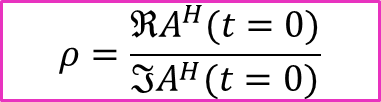 ρ = ℜA^H(t = 0) / ℑA^H(t = 0)